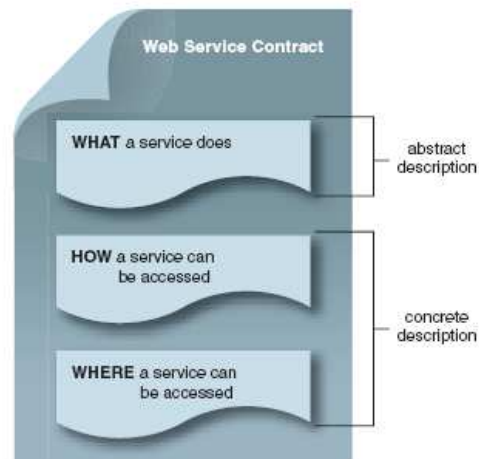 Web Service Contract
WHAT a service does
abstract
description
HOW a service can
be accessed
concrete
description
WHERE a service can
be accessed